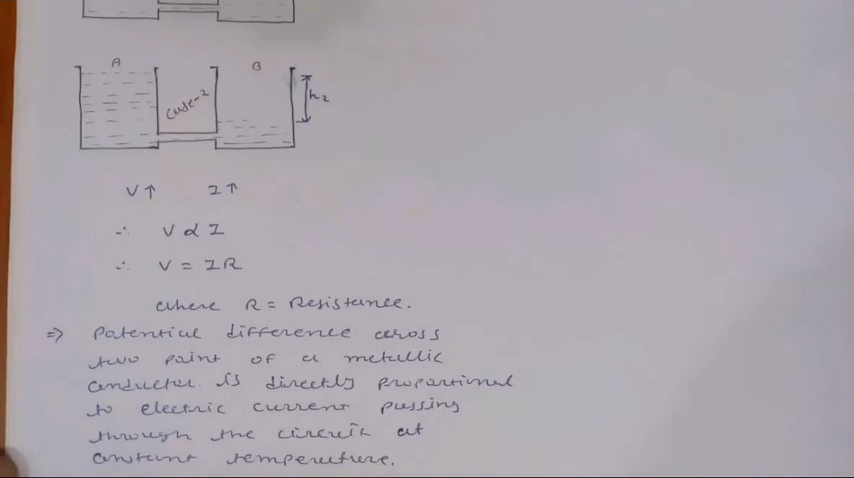 A
B
Case-2
h2
V↑ I↑
∴ V ∝ I
∴ V = IR
where R = Resistance.
⇒ Potential difference across
two point of a metallic
conductor is directly proportional
to electric current passing
through the circuit at
constant temperature.